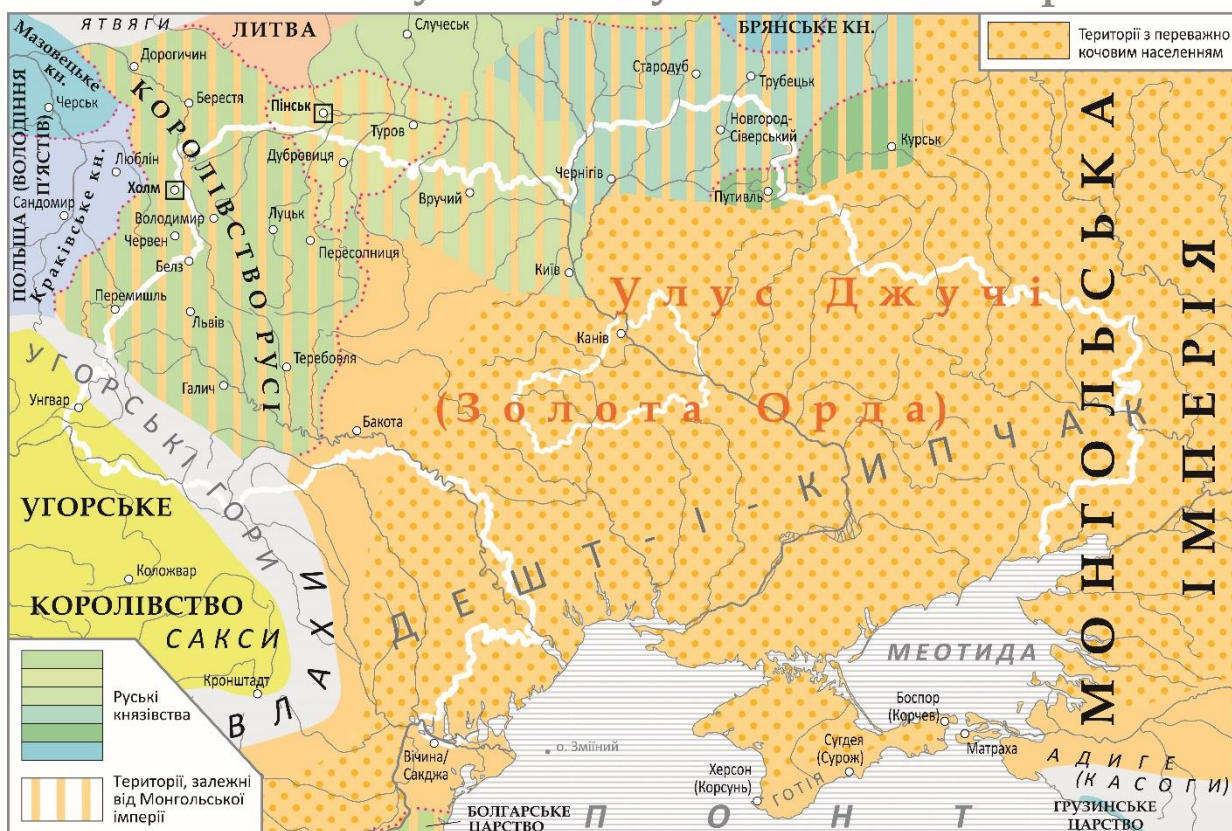 ЯТВЯГИ
ЛИТВА
Случеськ
БРЯНСЬКЕ КН.
Території з переважно
кочовим населенням
Мазовецьке
кн.
Дорогичин
Стародуб
Трубецьк
Черськ
Берестя
Пінськ
Туров
Новгород-
Сіверський
Курськ
ПОЛЬЩА (ВОЛОДІННЯ
П'ЯСТІВ)
КОРОЛІВСТВО РУСІ
Люблін
Дубровиця
Холм
Вручий
Чернігів
Путивль
Сандомир
Краківське кн.
Володимир
Луцьк
Червен
Пересопниця
Белз
Київ
Перемишль
Львів
Улус Джучі
Канів
Теребовля
УГОРСЬКІ ГОРИ
Галич
Унгвар
Бакота
(Золота Орда)
МОНГОЛЬСЬКА
ІМПЕРІЯ
ДЕШТ-І-КИПЧАК
УГОРСЬКЕ
Коложвар
КОРОЛІВСТВО
САКСИ
ВЛАХИ
Кронштадт
МЕОТИДА
Руські
князівства
Боспор
(Корчев)
Матраха
о. Зміїний
Вічина/
Сакджа
Сугдея
(Сурож)
АДИГЕ
(КАСОГИ)
Херсон
(Корсунь)
ГОТІЯ
Території, залежні
від Монгольської
імперії
БОЛГАРСЬКЕ
ЦАРСТВО
ПОНТ
ГРУЗИНСЬКЕ
ЦАРСТВО